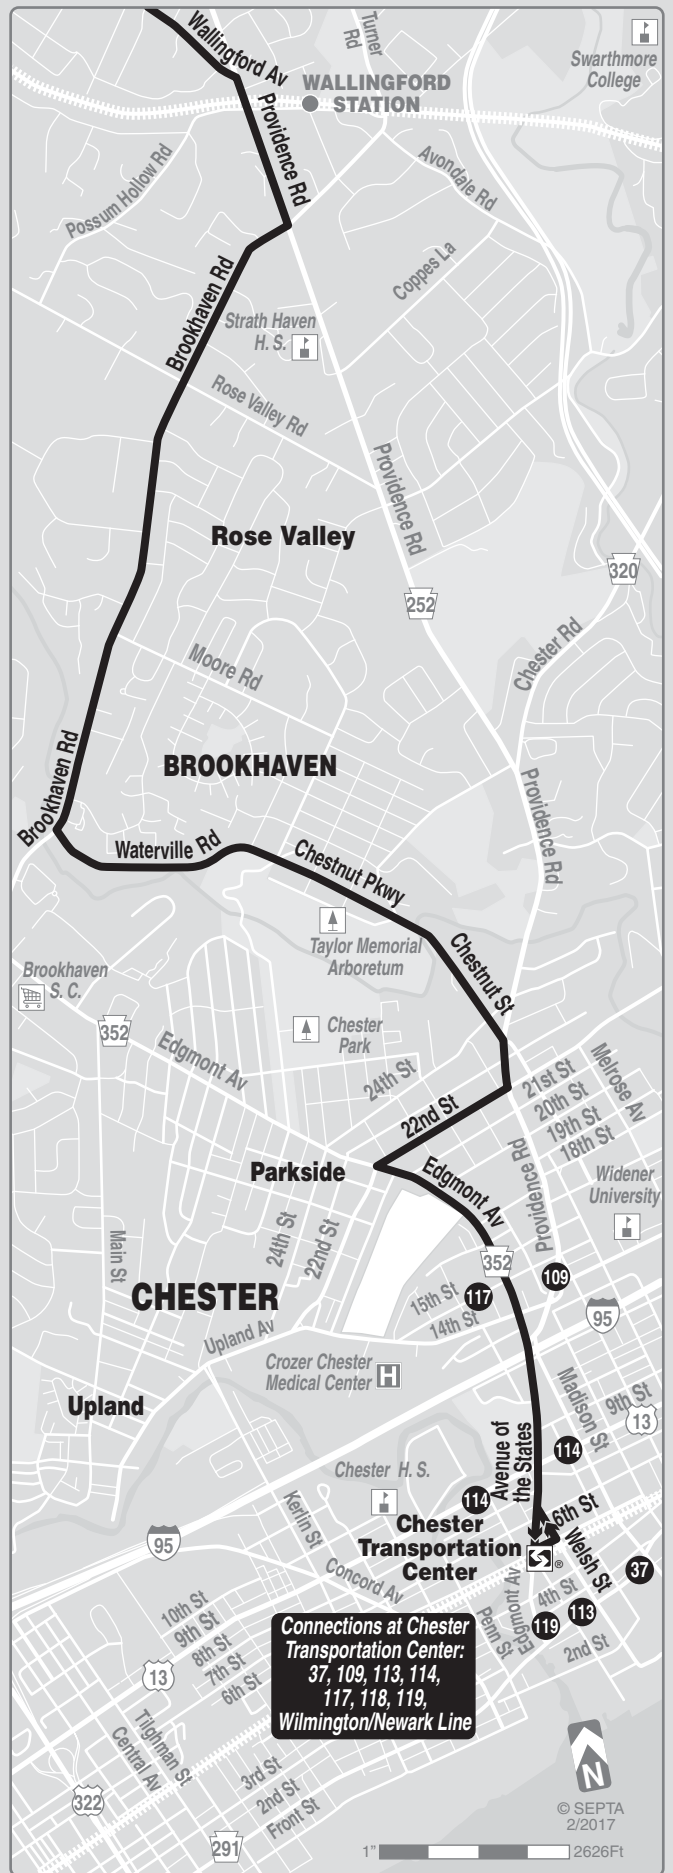 Wallingford Av
Turner
Rd
Swarthmore
College
WALLINGFORD
STATION
Providence Rd
Possum Hollow Rd
Avondale Rd
Coppes La
Brookhaven Rd
Strath Haven
H. S.
Rose Valley Rd
Providence Rd
Rose Valley
320
252
Chester Rd
Moore Rd
BROOKHAVEN
Brookhaven Rd
Providence Rd
Waterville Rd
Chestnut Pkwy
Taylor Memorial
Arboretum
Chestnut St
Brookhaven
S. C.
352
Edgmont Av
Chester
Park
24th St
22nd St
21st St
20th St
19th St
18th St
Melrose Av
Parkside
Edgmont Av
Providence Rd
Widener
University
24th St
22nd St
Main St
352
109
117
CHESTER
15th St
14th St
95
Upland Av
Crozer Chester
Medical Center
H
Upland
Madison St
9th St
13
Avenue of
the States
114
Chester H. S.
114
Kerlin St
6th St
Chester
Transportation
Center
®
Welsh St
95
Concord Av
37
10th St
9th St
8th St
7th St
6th St
Edgmont Av
4th St
Penn St
119
113
2nd St
Connections at Chester
Transportation Center:
37, 109, 113, 114,
117, 118, 119,
Wilmington/Newark Line
13
Tilghman St
Central Av
3rd St
2nd St
Front St
N
322
© SEPTA
2/2017
291
1" 2626Ft